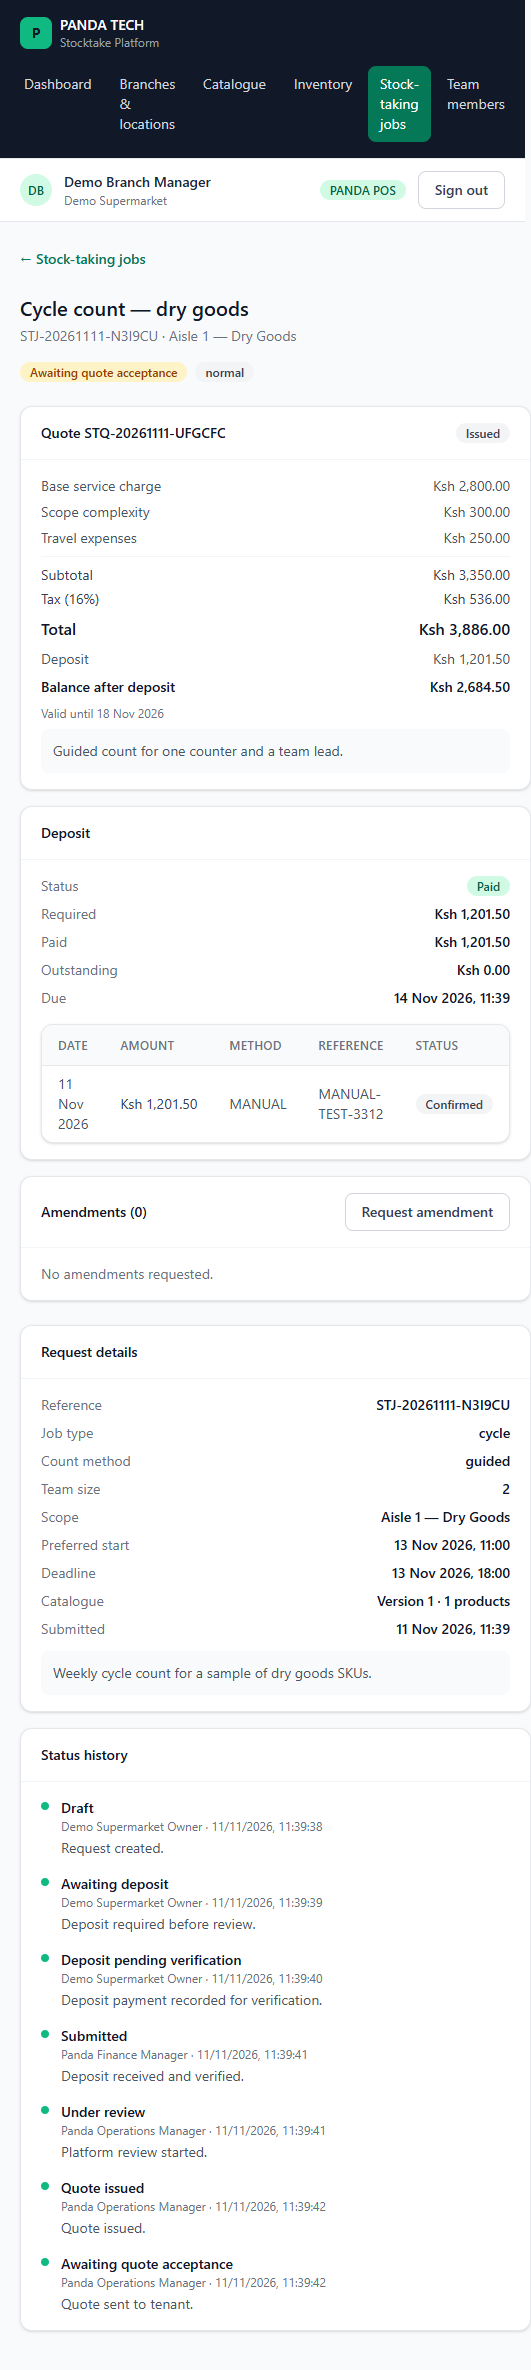 P
PANDA TECH
Stocktake Platform
Dashboard
Branches
&
locations
Catalogue
Inventory
Stock-
taking
jobs
Team
members
DB
Demo Branch Manager
Demo Supermarket
PANDA POS
Sign out
← Stock-taking jobs
Cycle count — dry goods
STJ-20261111-N3I9CU · Aisle 1 — Dry Goods
Awaiting quote acceptance
normal
Quote STQ-20261111-UFGCFC
Issued
Base service charge Ksh 2,800.00
Scope complexity Ksh 300.00
Travel expenses Ksh 250.00
Subtotal Ksh 3,350.00
Tax (16%) Ksh 536.00
Total Ksh 3,886.00
Deposit Ksh 1,201.50
Balance after deposit Ksh 2,684.50
Valid until 18 Nov 2026
Guided count for one counter and a team lead.
Deposit
Status Paid
Required Ksh 1,201.50
Paid Ksh 1,201.50
Outstanding Ksh 0.00
Due 14 Nov 2026, 11:39
DATE AMOUNT METHOD REFERENCE STATUS
11
Nov
2026
Ksh 1,201.50
MANUAL
MANUAL-
TEST-3312
Confirmed
Amendments (0)
Request amendment
No amendments requested.
Request details
Reference STJ-20261111-N3I9CU
Job type cycle
Count method guided
Team size 2
Scope Aisle 1 — Dry Goods
Preferred start 13 Nov 2026, 11:00
Deadline 13 Nov 2026, 18:00
Catalogue Version 1 · 1 products
Submitted 11 Nov 2026, 11:39
Weekly cycle count for a sample of dry goods SKUs.
Status history
Draft
Demo Supermarket Owner · 11/11/2026, 11:39:38
Request created.
Awaiting deposit
Demo Supermarket Owner · 11/11/2026, 11:39:39
Deposit required before review.
Deposit pending verification
Demo Supermarket Owner · 11/11/2026, 11:39:40
Deposit payment recorded for verification.
Submitted
Panda Finance Manager · 11/11/2026, 11:39:41
Deposit received and verified.
Under review
Panda Operations Manager · 11/11/2026, 11:39:41
Platform review started.
Quote issued
Panda Operations Manager · 11/11/2026, 11:39:42
Quote issued.
Awaiting quote acceptance
Panda Operations Manager · 11/11/2026, 11:39:42
Quote sent to tenant.